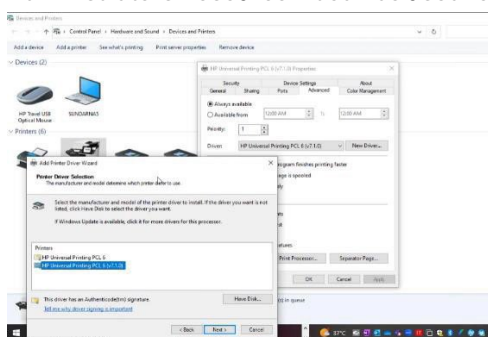 Devices and Printers
Control Panel > Hardware and Sound > Devices and Printers
Add a device Add a printer See what's printing Print server properties Remove device
Devices (2)
HP Travel USB
Optical Mouse
SUNDARNAS
Printers (6)
HP Universal Printing PCL 6 (v7.1.0) Properties
Security Device Settings About
General Sharing Ports Advanced Color Management
Always available
Available from 12:00 AM 12:00 AM
Priority: 1
Driver: HP Universal Printing PCL 6 (v7.1.0) New Driver...
program finishes printing
faster
page is spooled
Print Processor... Separator Page...
OK Cancel Apply
Add Printer Driver Wizard
Printer Driver Selection
The manufacturer and model determine which printer driver to use.
Select the manufacturer and model of the printer driver to install. If the driver you want is not
listed, click Have Disk to select the driver you want.
If Windows Update is available, click it for more drivers for this processor.
Printers
HP Universal Printing PCL 6
HP Universal Printing PCL 6 (v7.1.0)
This driver has an Authenticode(tm) signature.
Tell me why driver signing is important
Have Disk...
< Back Next > Cancel
in queue
37°C